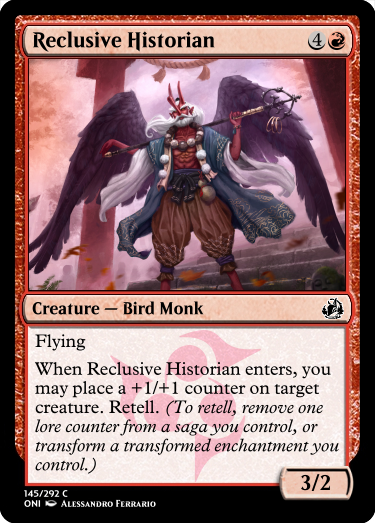 Reclusive Historian 4
Creature — Bird Monk
Flying
When Reclusive Historian enters, you
may place a +1/+1 counter on target
creature. Retell. (To retell, remove one
lore counter from a saga you control, or
transform a transformed enchantment you
control.)
3/2
145/292 C
ONI Alessandro Ferrario